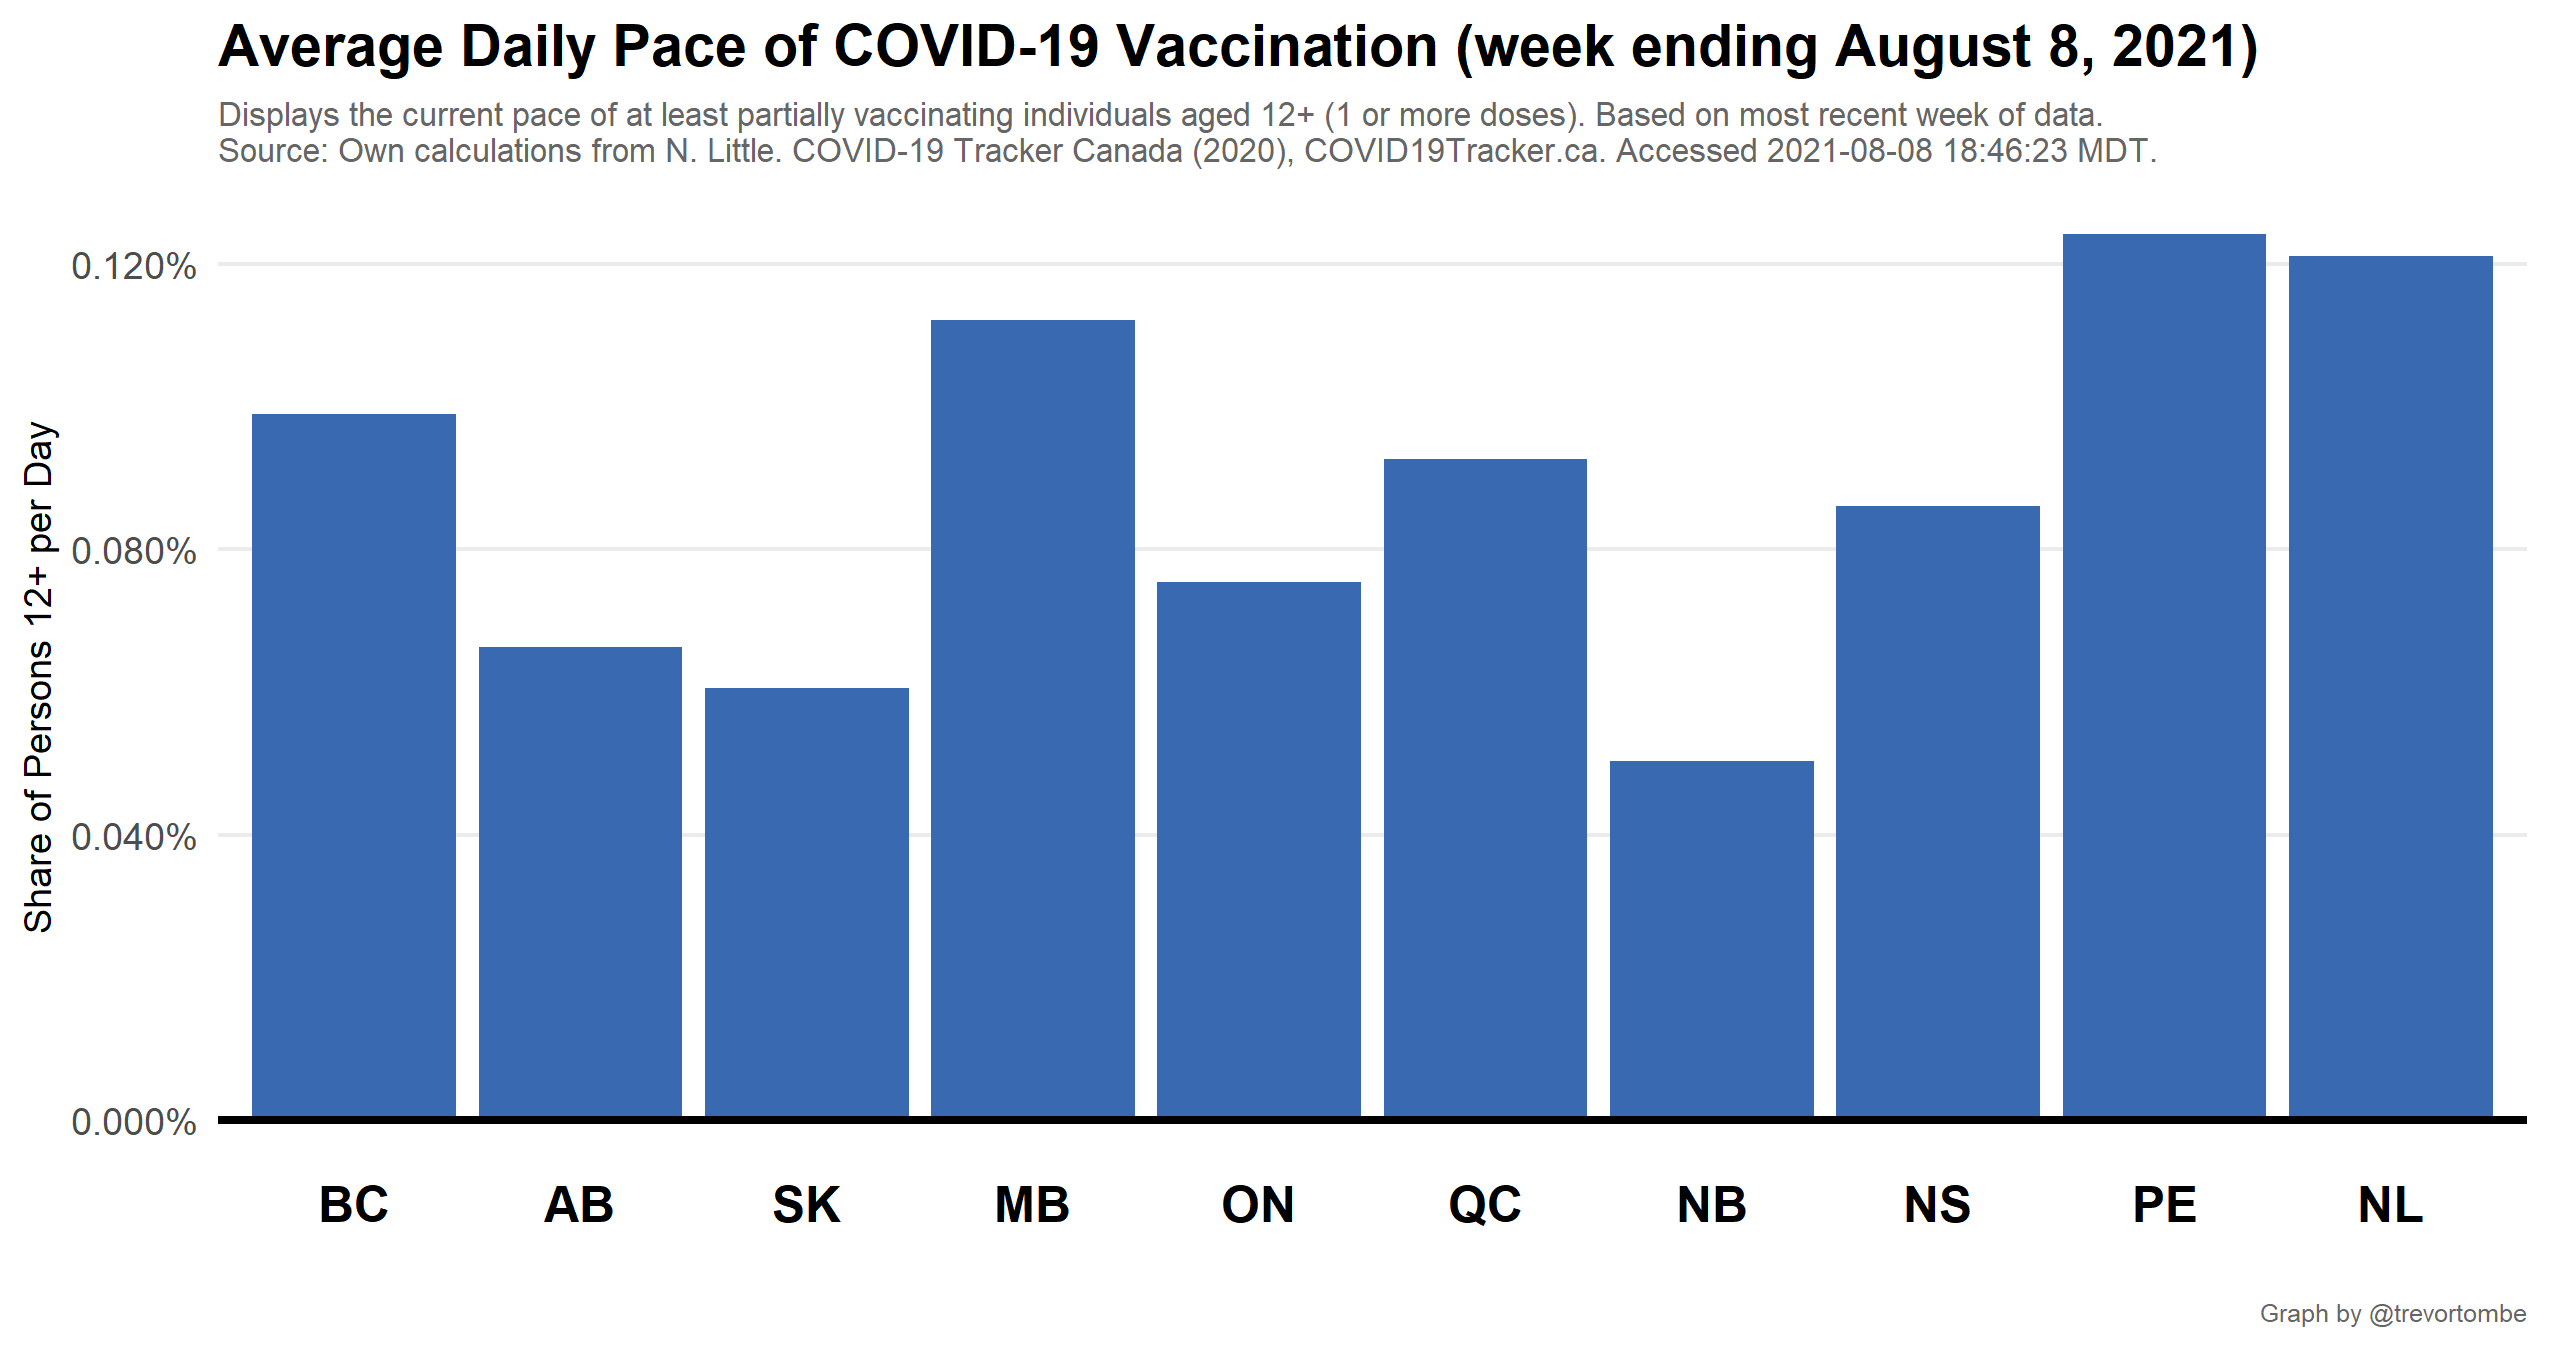 Average Daily Pace of COVID-19 Vaccination (week ending August 8, 2021)
Displays the current pace of at least partially vaccinating individuals aged 12+ (1 or more doses). Based on most recent week of data.
Source: Own calculations from N. Little. COVID-19 Tracker Canada (2020), COVID19Tracker.ca. Accessed 2021-08-08 18:46:23 MDT.
Share of Persons 12+ per Day
0.120%
0.080%
0.040%
0.000%
BC AB SK MB ON QC NB NS PE NL
Graph by @trevortombe